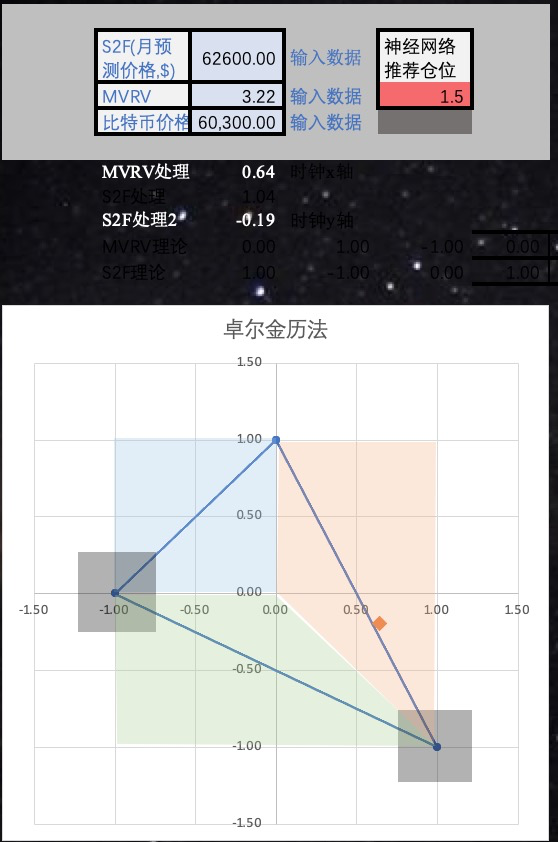 S2F(月预测价格,$) 62600.00 输入数据 神经网络推荐仓位
MVRV 3.22 输入数据 1.5
比特币价格 60,300.00 输入数据
MVRV处理 0.64 时钟x轴
S2F处理 1.04
S2F处理2 -0.19 时钟y轴
MVRV理论 0.00 1.00 -1.00 0.00
S2F理论 1.00 -1.00 0.00 1.00
卓尔金历法
1.50
1.00
0.50
0.00
-1.50 -1.00 -0.50 0.00 0.50 1.00 1.50
-0.50
-1.00
-1.50